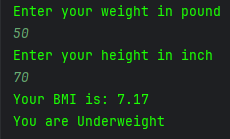 Enter your weight in pound
50
Enter your height in inch
70
Your BMI is: 7.17
You are Underweight